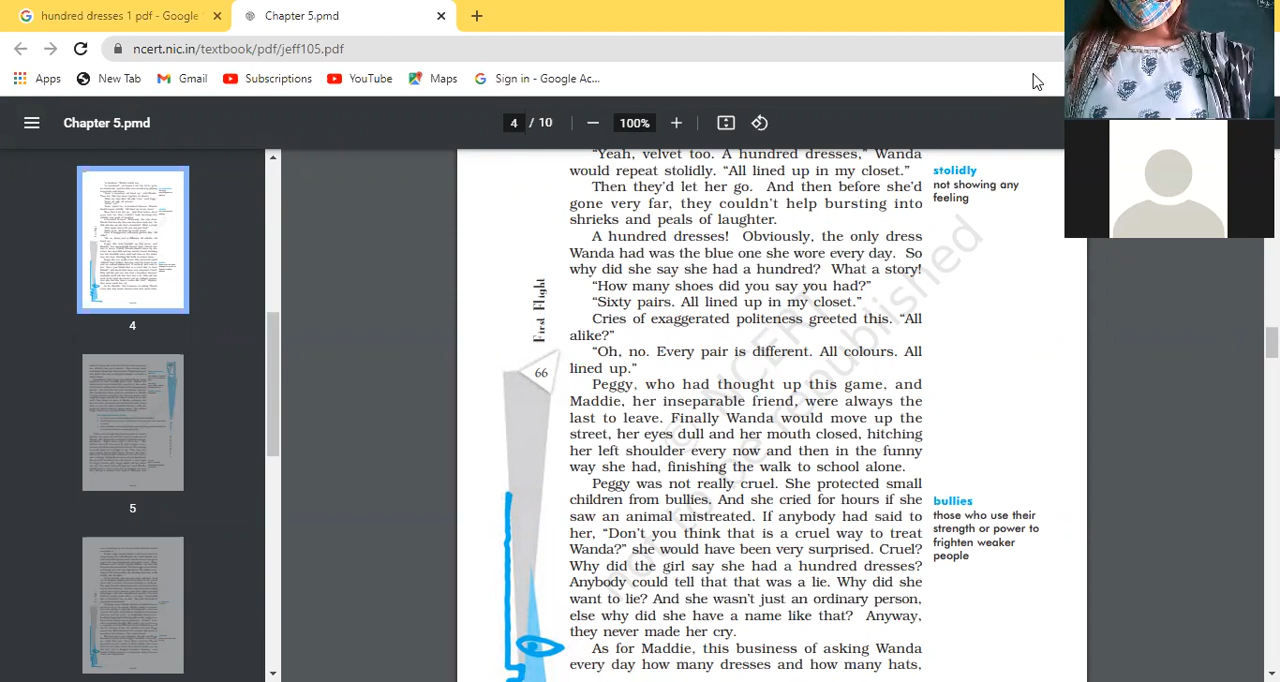 hundred dresses 1 pdf - Google
Chapter 5.pmd
ncert.nic.in/textbook/pdf/jeff105.pdf
Apps
New Tab
Gmail
Subscriptions
YouTube
Maps
Sign in - Google Ac...
Chapter 5.pmd
4 / 10
100%
4
5
"Yeah, velvet too. A hundred dresses," Wanda
would repeat stolidly. "All lined up in my closet."
Then they'd let her go. And then before she'd
gone very far, they couldn't help bursting into
shrieks and peals of laughter.
A hundred dresses! Obviously the only dress
Wanda had was the blue one she wore every day. So
why did she say she had a hundred? What a story!
"How many shoes did you say you had?"
"Sixty pairs. All lined up in my closet."
Cries of exaggerated politeness greeted this. "All
alike?"
"Oh, no. Every pair is different. All colours. All
lined up."
Peggy, who had thought up this game, and
Maddie, her inseparable friend, were always the
last to leave. Finally Wanda would move up the
street, her eyes dull and her mouth closed, hitching
her left shoulder every now and then in the funny
way she had, finishing the walk to school alone.
Peggy was not really cruel. She protected small
children from bullies. And she cried for hours if she
saw an animal mistreated. If anybody had said to
her, "Don't you think that is a cruel way to treat
Wanda?" she would have been very surprised. Cruel?
Why did the girl say she had a hundred dresses?
Anybody could tell that that was a lie. Why did she
want to lie? And she wasn't just an ordinary person,
why did she have a name like that? Anyway,
they never made her cry.
As for Maddie, this business of asking Wanda
every day how many dresses and how many hats,
stolidly
not showing any
feeling
bullies
those who use their
strength or power to
frighten weaker
people
First Flight
66